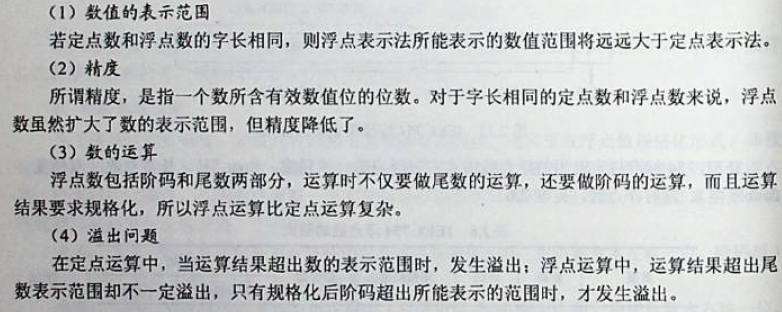 （1）数值的表示范围
若定点数和浮点数的字长相同，则浮点表示法所能表示的数值范围将远远大于定点表示法。
（2）精度
所谓精度，是指一个数所含有效数值位的位数。对于字长相同的定点数和浮点数来说，浮点
数虽然扩大了数的表示范围，但精度降低了。
（3）数的运算
浮点数包括阶码和尾数两部分，运算时不仅要做尾数的运算，还要做阶码的运算，而且运算
结果要求规格化，所以浮点运算比定点运算复杂。
（4）溢出问题
在定点运算中，当运算结果超出数的表示范围时，发生溢出；浮点运算中，运算结果超出尾
数表示范围却不一定溢出，只有规格化后阶码超出所能表示的范围时，才发生溢出。